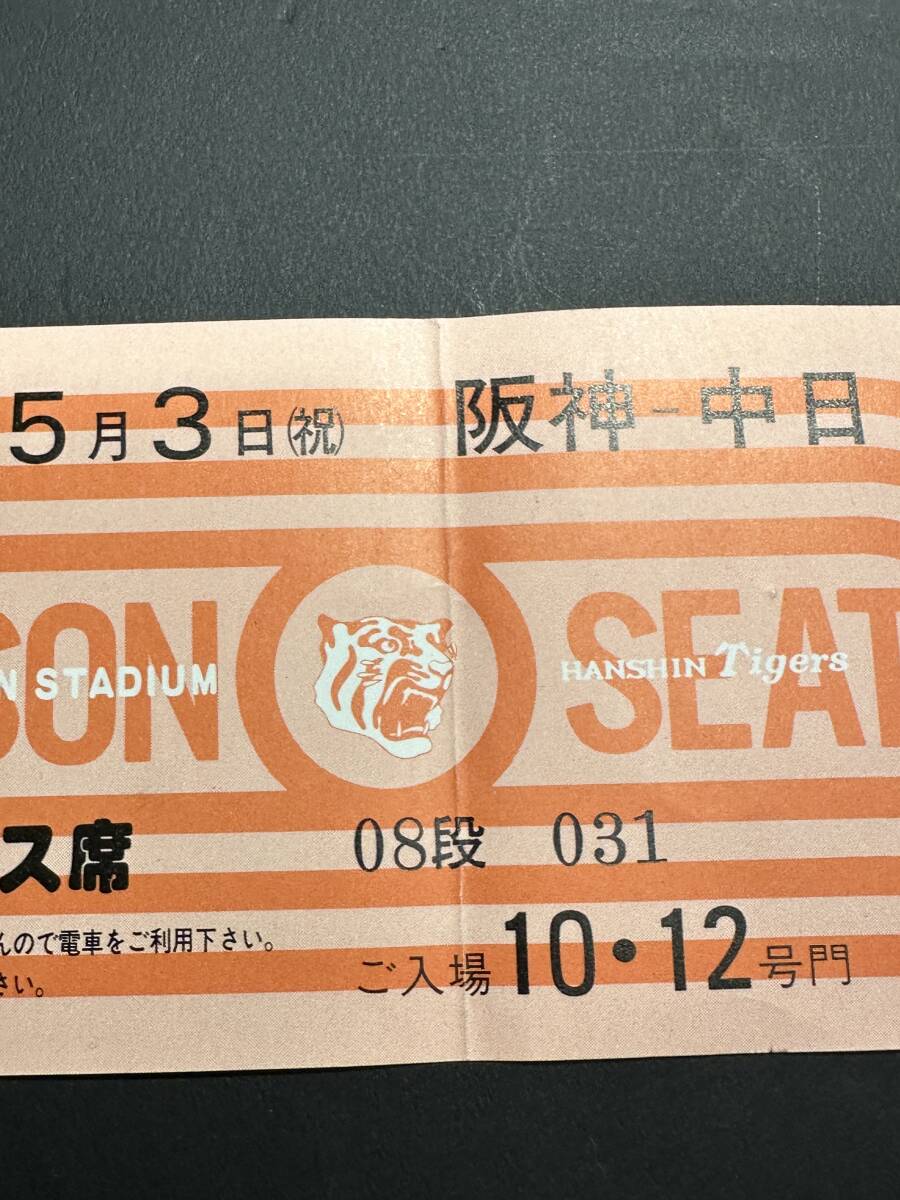 5月3日(祝) 阪神-中日
SON SEAT
N STADIUM HANSHIN Tigers
ス席 08段 031
んので電車をご利用下さい。
さい。 ご入場 10・12号門